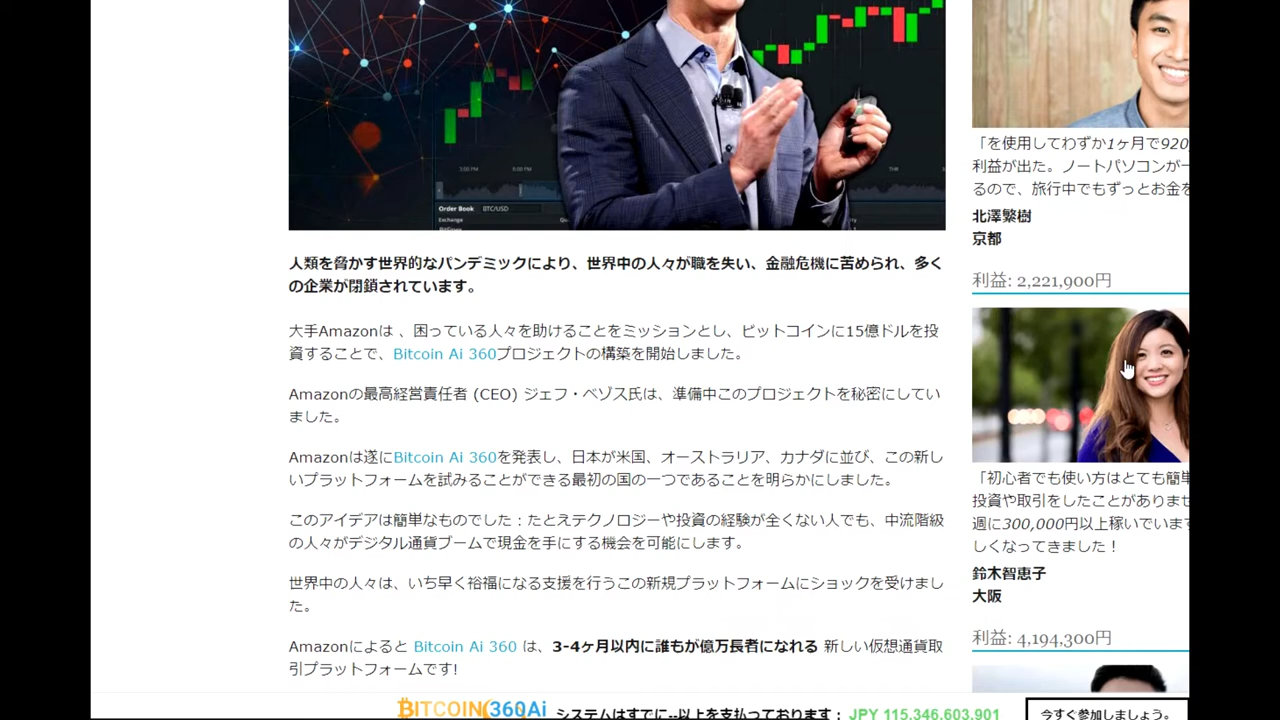 3:00 PM
6:00 PM
THR
Order Book BTC/USD
Exchange
人類を脅かす世界的なパンデミックにより、世界中の人々が職を失い、金融危機に苦められ、多く
の企業が閉鎖されています。
大手Amazonは 、困っている人々を助けることをミッションとし、ビットコインに15億ドルを投
資することで、Bitcoin Ai 360プロジェクトの構築を開始しました。
Amazonの最高経営責任者 (CEO) ジェフ・ベゾス氏は、準備中このプロジェクトを秘密にしてい
ました。
Amazonは遂にBitcoin Ai 360を発表し、日本が米国、オーストラリア、カナダに並び、この新し
いプラットフォームを試みることができる最初の国の一つであることを明らかにしました。
このアイデアは簡単なものでした：たとえテクノロジーや投資の経験が全くない人でも、中流階級
の人々がデジタル通貨ブームで現金を手にする機会を可能にします。
世界中の人々は、いち早く裕福になる支援を行うこの新規プラットフォームにショックを受けまし
た。
Amazonによると Bitcoin Ai 360 は、3-4ヶ月以内に誰もが億万長者になれる 新しい仮想通貨取
引プラットフォームです!
「を使用してわずか1ヶ月で920
利益が出た。ノートパソコンが一
るので、旅行中でもずっとお金を
北澤繁樹
京都
利益: 2,221,900円
「初心者でも使い方はとても簡単
投資や取引をしたことがありませ
週に300,000円以上稼いでいます
しくなってきました！
鈴木智恵子
大阪
利益: 4,194,300円
BITCOIN360Ai システムはすでに--以上を支払っております： JPY 115,346,603,901 今すぐ参加しましょう。